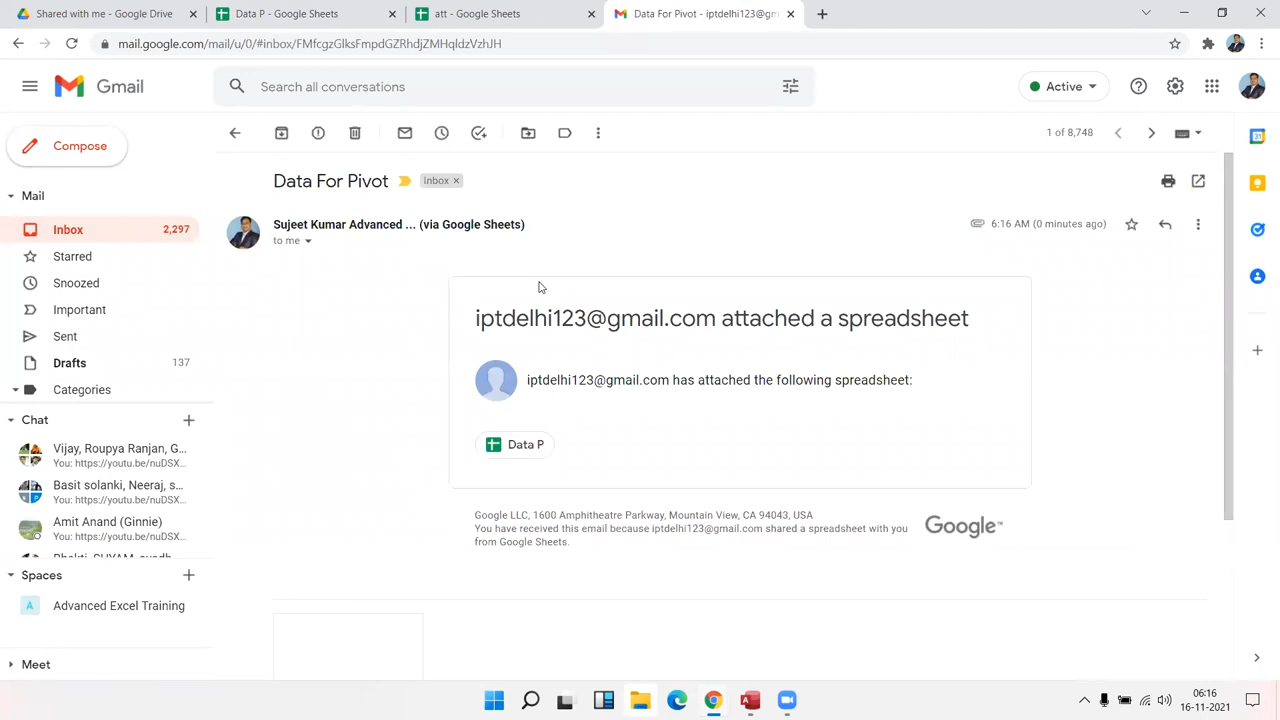 Shared with me - Google Drive
Data P - Google Sheets
att - Google Sheets
Data For Pivot - iptdelhi123@gm
mail.google.com/mail/u/0/#inbox/FMfcgzGlksFmpdGZRhdjZMHqldzVzhJH
Gmail
Search all conversations
Active
Compose
1 of 8,748
Mail
Data For Pivot
Inbox
Inbox 2,297
Sujeet Kumar Advanced ... (via Google Sheets)
6:16 AM (0 minutes ago)
to me
Starred
Snoozed
Important
Sent
Drafts 137
Categories
iptdelhi123@gmail.com attached a spreadsheet
iptdelhi123@gmail.com has attached the following spreadsheet:
Data P
Chat
Vijay, Roupya Ranjan, G...
You: https://youtu.be/nuDSX...
Basit solanki, Neeraj, s...
You: https://youtu.be/nuDSX...
Amit Anand (Ginnie)
You: https://youtu.be/nuDSX...
Google LLC, 1600 Amphitheatre Parkway, Mountain View, CA 94043, USA
You have received this email because iptdelhi123@gmail.com shared a spreadsheet with you
from Google Sheets.
Google
Spaces
A
Advanced Excel Training
Meet
06:16
16-11-2021